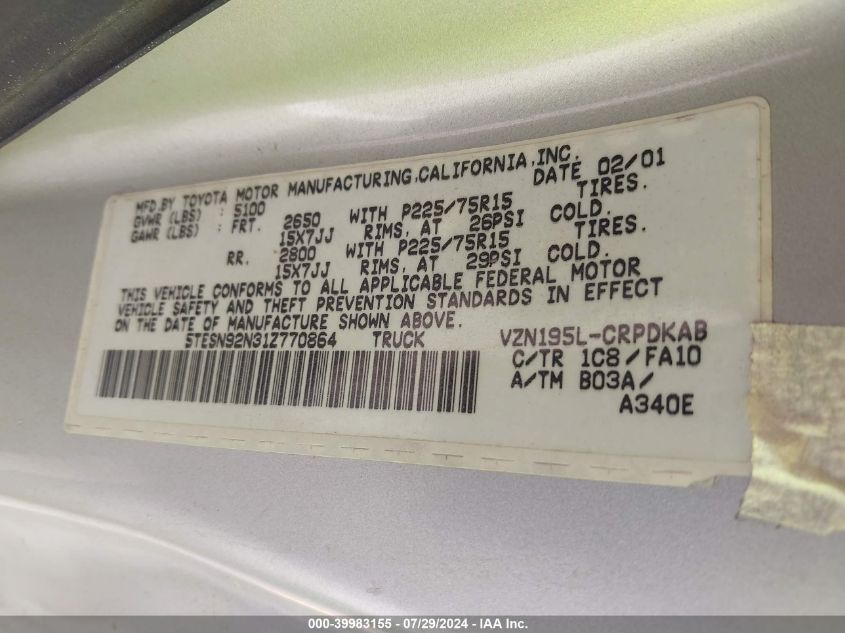 MFD.BY TOYOTA MOTOR MANUFACTURING,CALIFORNIA,INC.
DATE 02/01
GVWR (LBS) : 5100
GAWR (LBS) : FRT. 2650 WITH P225/75R15 TIRES.
15X7JJ RIMS, AT 26PSI COLD.
RR. 2800 WITH P225/75R15 TIRES.
15X7JJ RIMS, AT 29PSI COLD.
THIS VEHICLE CONFORMS TO ALL APPLICABLE FEDERAL MOTOR
VEHICLE SAFETY AND THEFT PREVENTION STANDARDS IN EFFECT
ON THE DATE OF MANUFACTURE SHOWN ABOVE.
5TESN92N31Z770864 TRUCK VZN195L-CRPDKAB
C/TR 1C8/FA10
A/TM B03A/
A340E
000-39983155 - 07/29/2024 - IAA Inc.